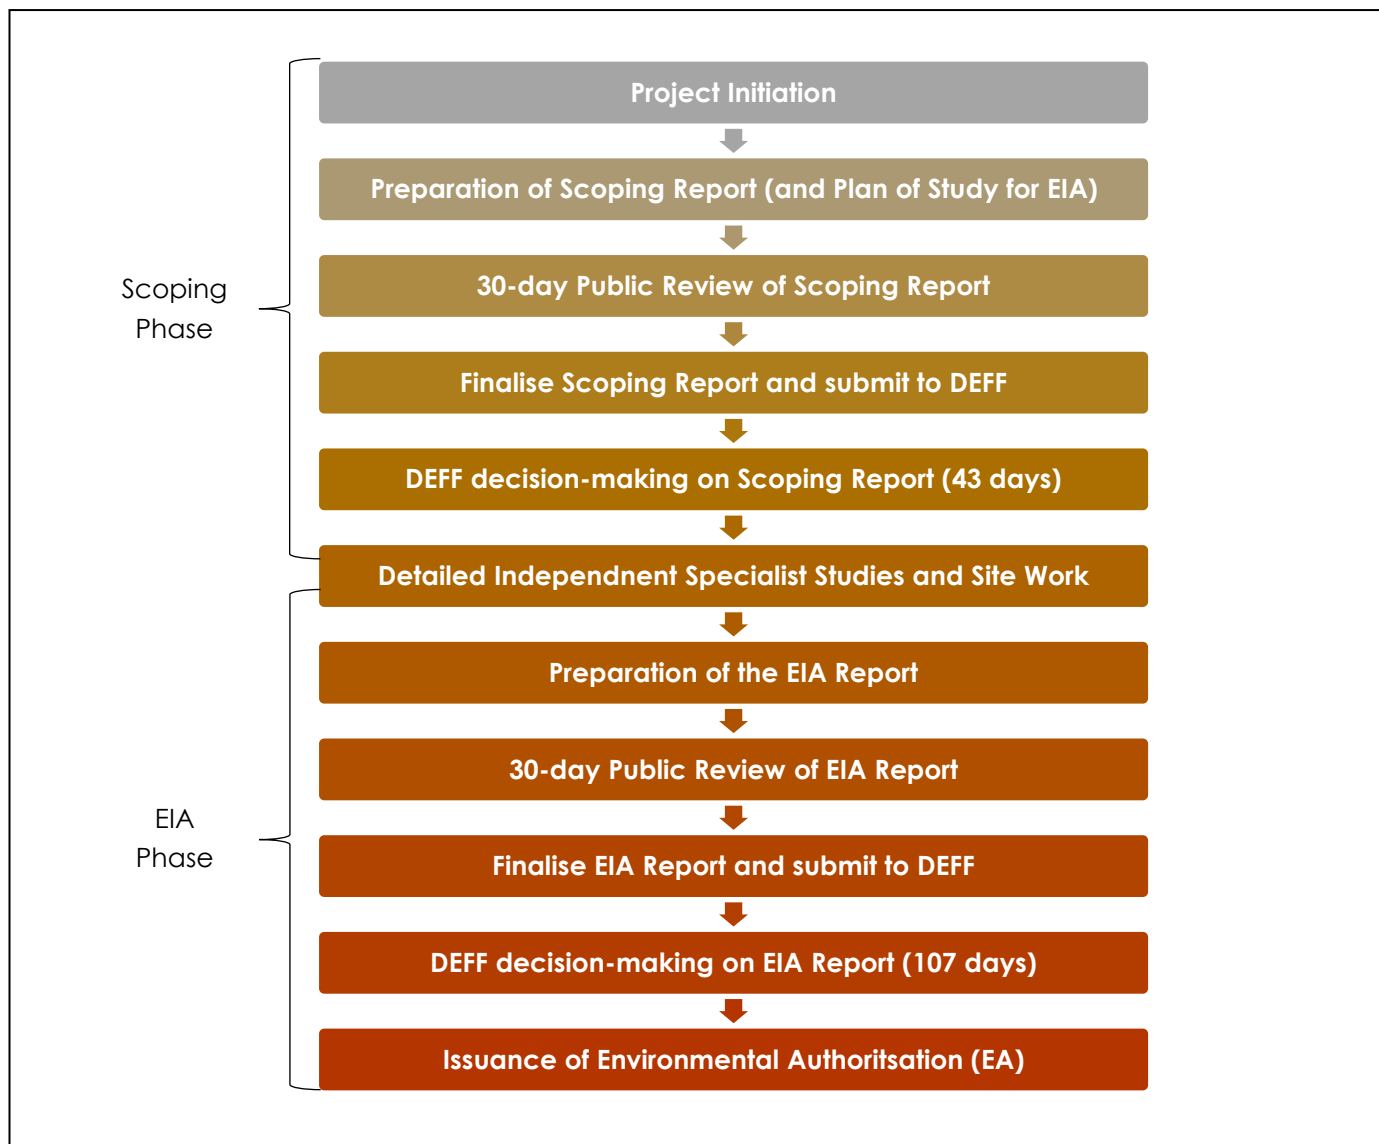 Project Initiation
Preparation of Scoping Report (and Plan of Study for EIA)
30-day Public Review of Scoping Report
Scoping
Phase
Finalise Scoping Report and submit to DEFF
DEFF decision-making on Scoping Report (43 days)
Detailed Independnent Specialist Studies and Site Work
Preparation of the EIA Report
30-day Public Review of EIA Report
EIA
Phase
Finalise EIA Report and submit to DEFF
DEFF decision-making on EIA Report (107 days)
Issuance of Environmental Authoritsation (EA)